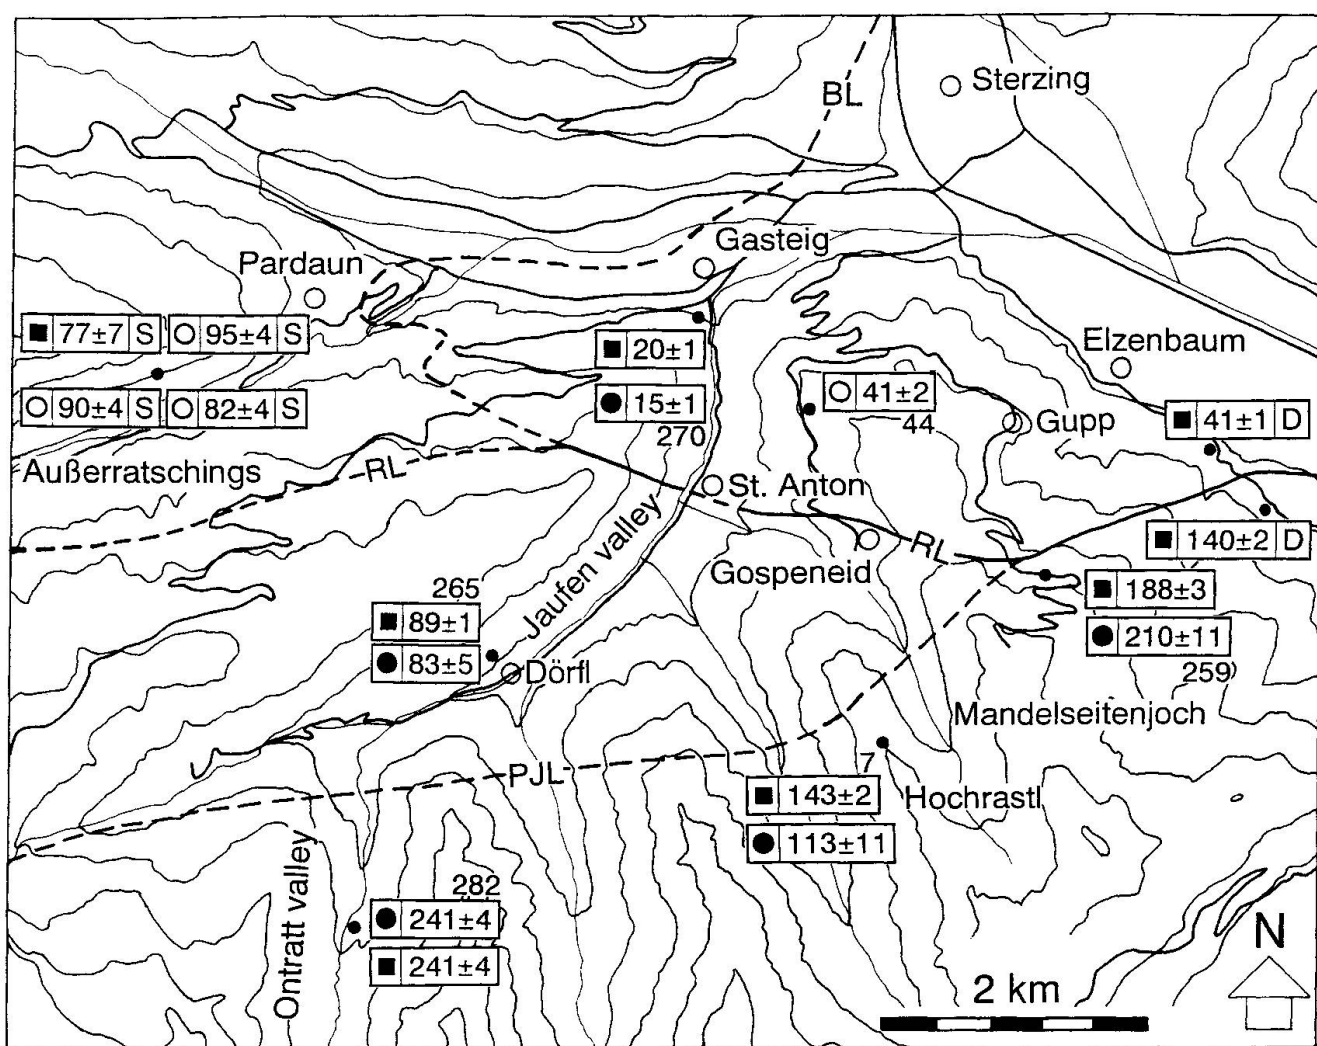 BL
Sterzing
Gasteig
Pardaun
77±7 S
95±4 S
20±1
Elzenbaum
90±4 S
82±4 S
15±1
270
41±2
44
Gupp
41±1 D
Außerratschings
RL
St. Anton
140±2 D
Jaufen valley
Gospeneid
RL
265
89±1
83±5
Dörfl
188±3
210±11
259
Mandelseitenjoch
PJL
7
143±2
Hochrastl
113±11
Ontratt valley
282
241±4
241±4
N
2 km